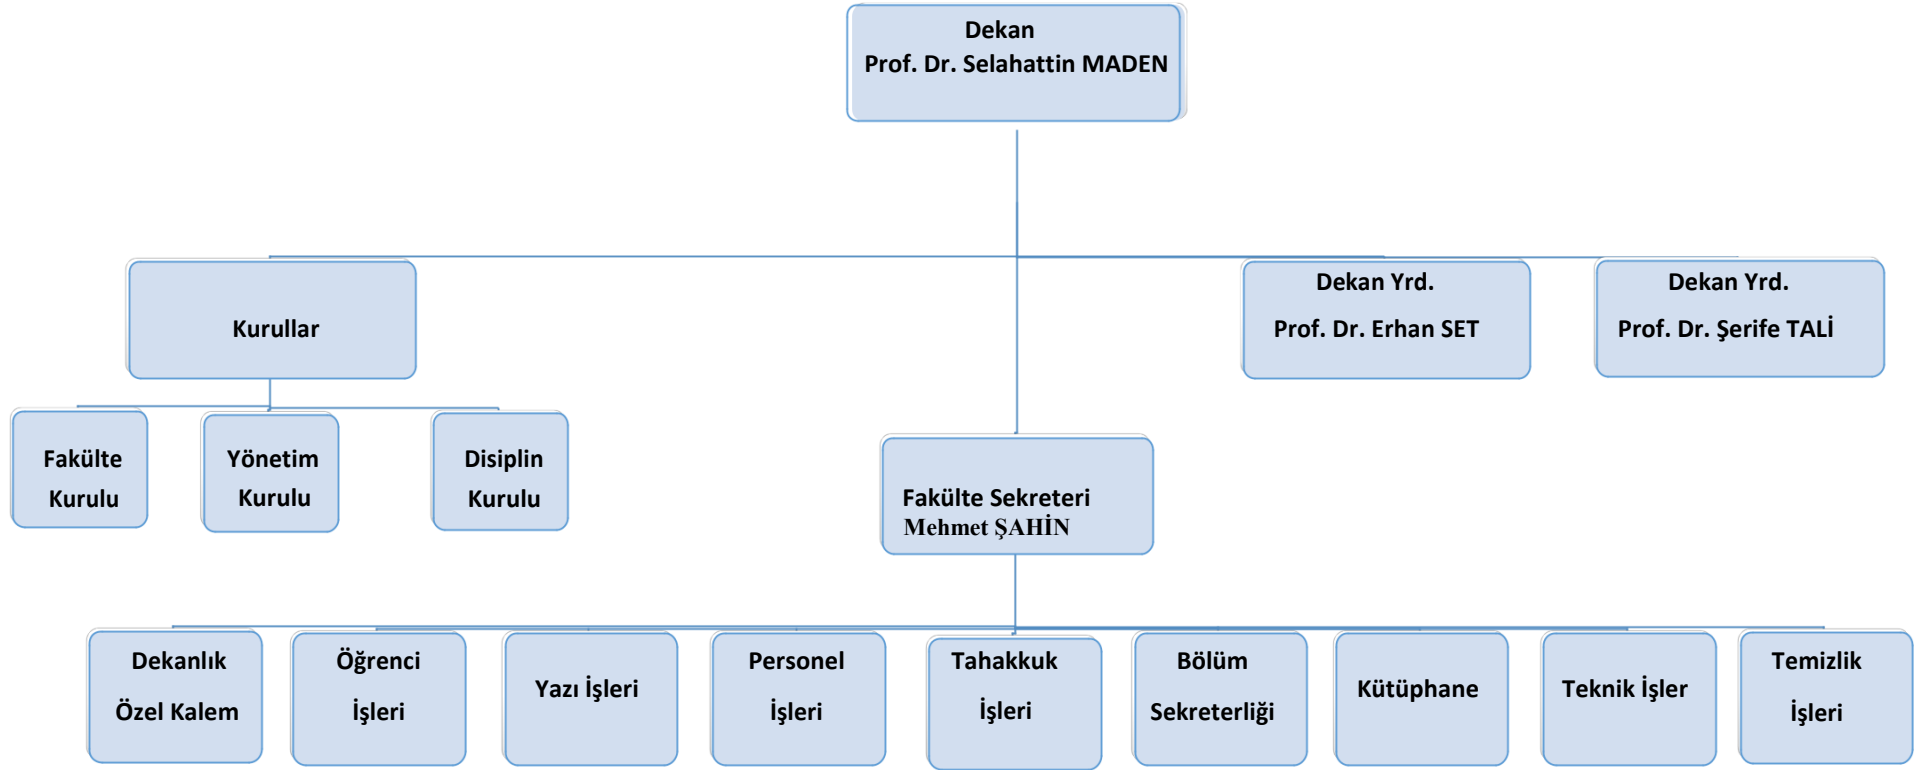 Dekan
Prof. Dr. Selahattin MADEN
Kurullar
Dekan Yrd.
Prof. Dr. Erhan SET
Dekan Yrd.
Prof. Dr. Şerife TALİ
Fakülte
Kurulu
Yönetim
Kurulu
Disiplin
Kurulu
Fakülte Sekreteri
Mehmet ŞAHİN
Dekanlık
Özel Kalem
Öğrenci
İşleri
Yazı İşleri
Personel
İşleri
Tahakkuk
İşleri
Bölüm
Sekreterliği
Kütüphane
Teknik İşler
Temizlik
İşleri